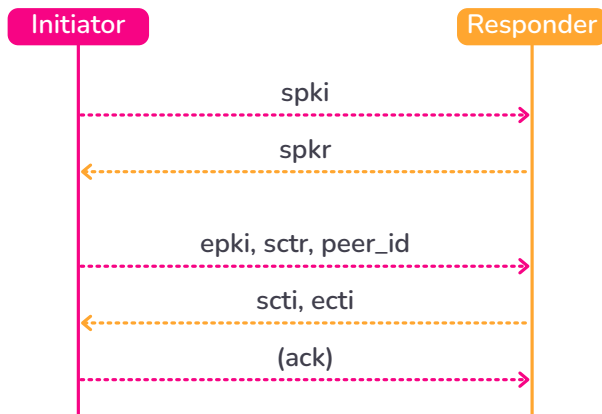 Initiator
Responder
spki
spkr
epki, sctr, peer_id
scti, ecti
(ack)